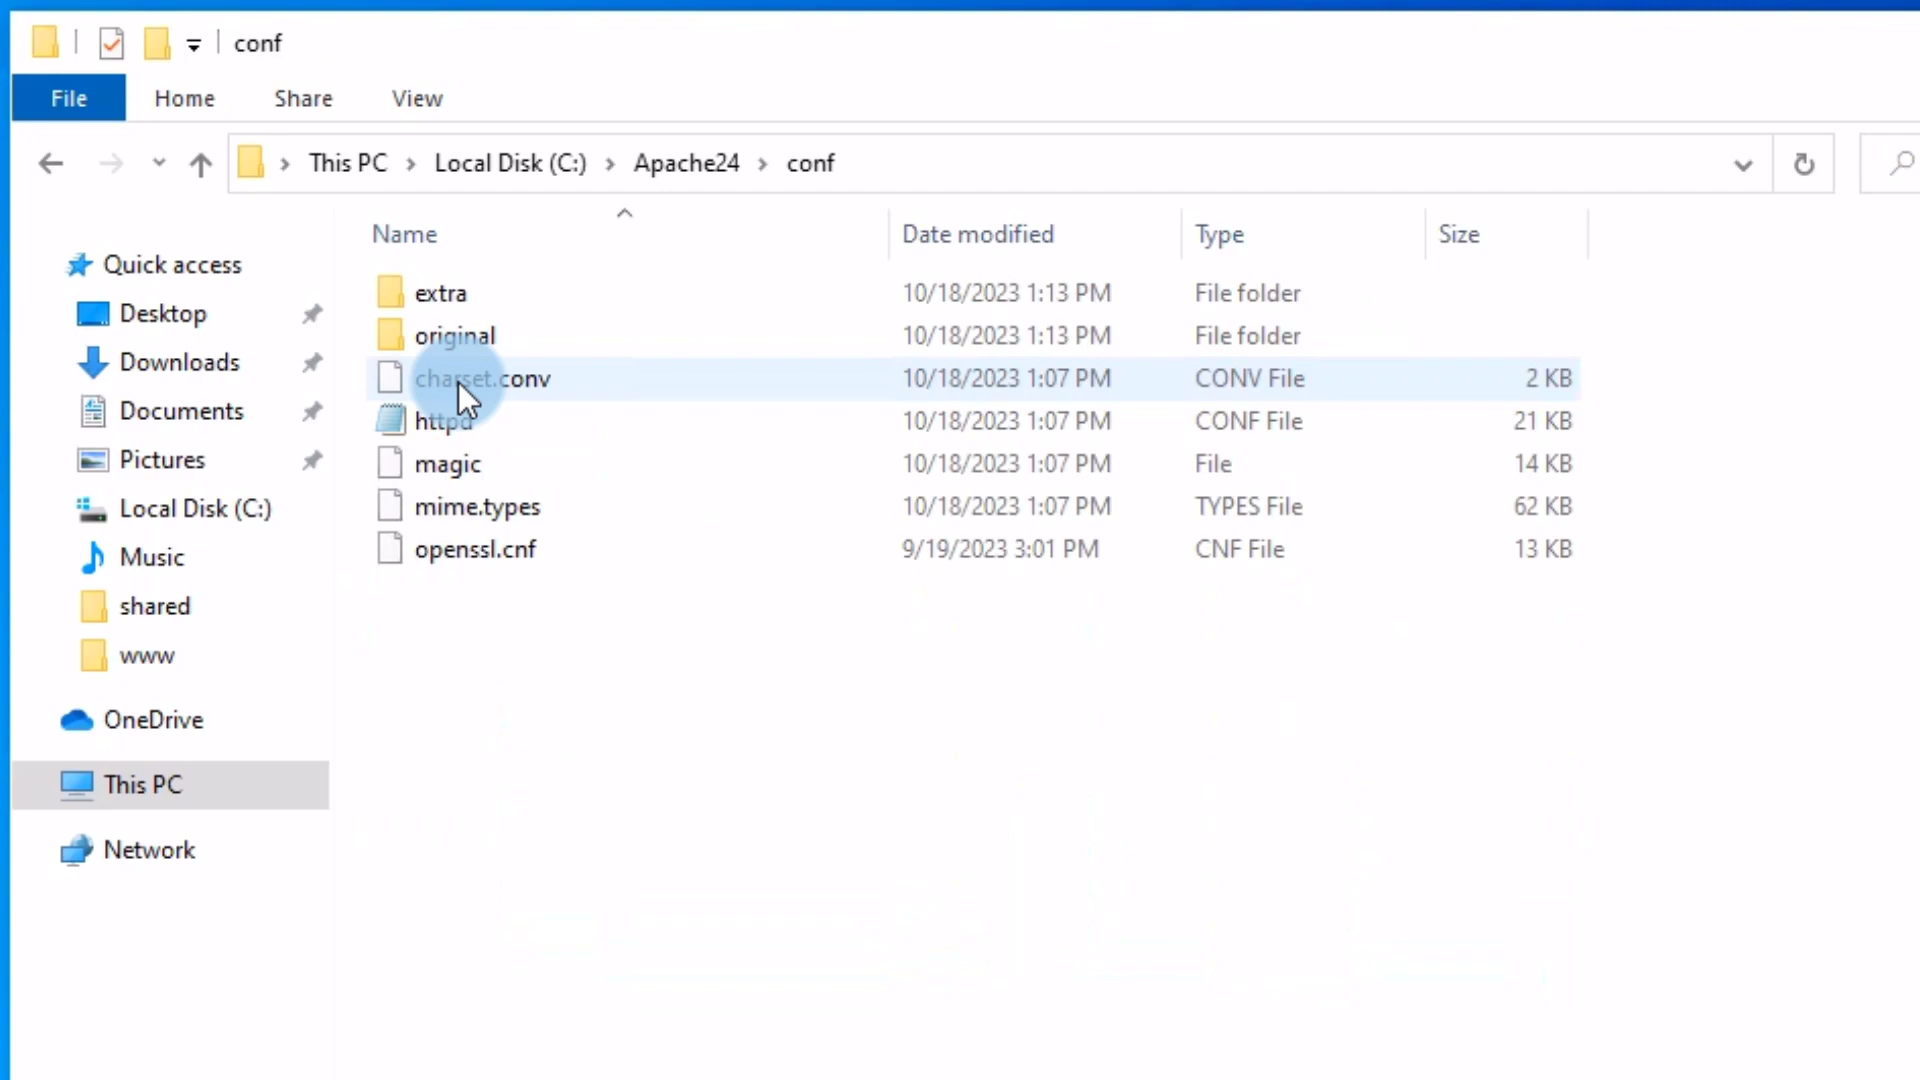 conf
File Home Share View
This PC Local Disk (C:) Apache24 conf
Name Date modified Type Size
Quick access
Desktop
Downloads
Documents
Pictures
Local Disk (C:)
Music
shared
www
OneDrive
This PC
Network
extra 10/18/2023 1:13 PM File folder
original 10/18/2023 1:13 PM File folder
charset.conv 10/18/2023 1:07 PM CONV File 2 KB
httpd 10/18/2023 1:07 PM CONF File 21 KB
magic 10/18/2023 1:07 PM File 14 KB
mime.types 10/18/2023 1:07 PM TYPES File 62 KB
openssl.cnf 9/19/2023 3:01 PM CNF File 13 KB